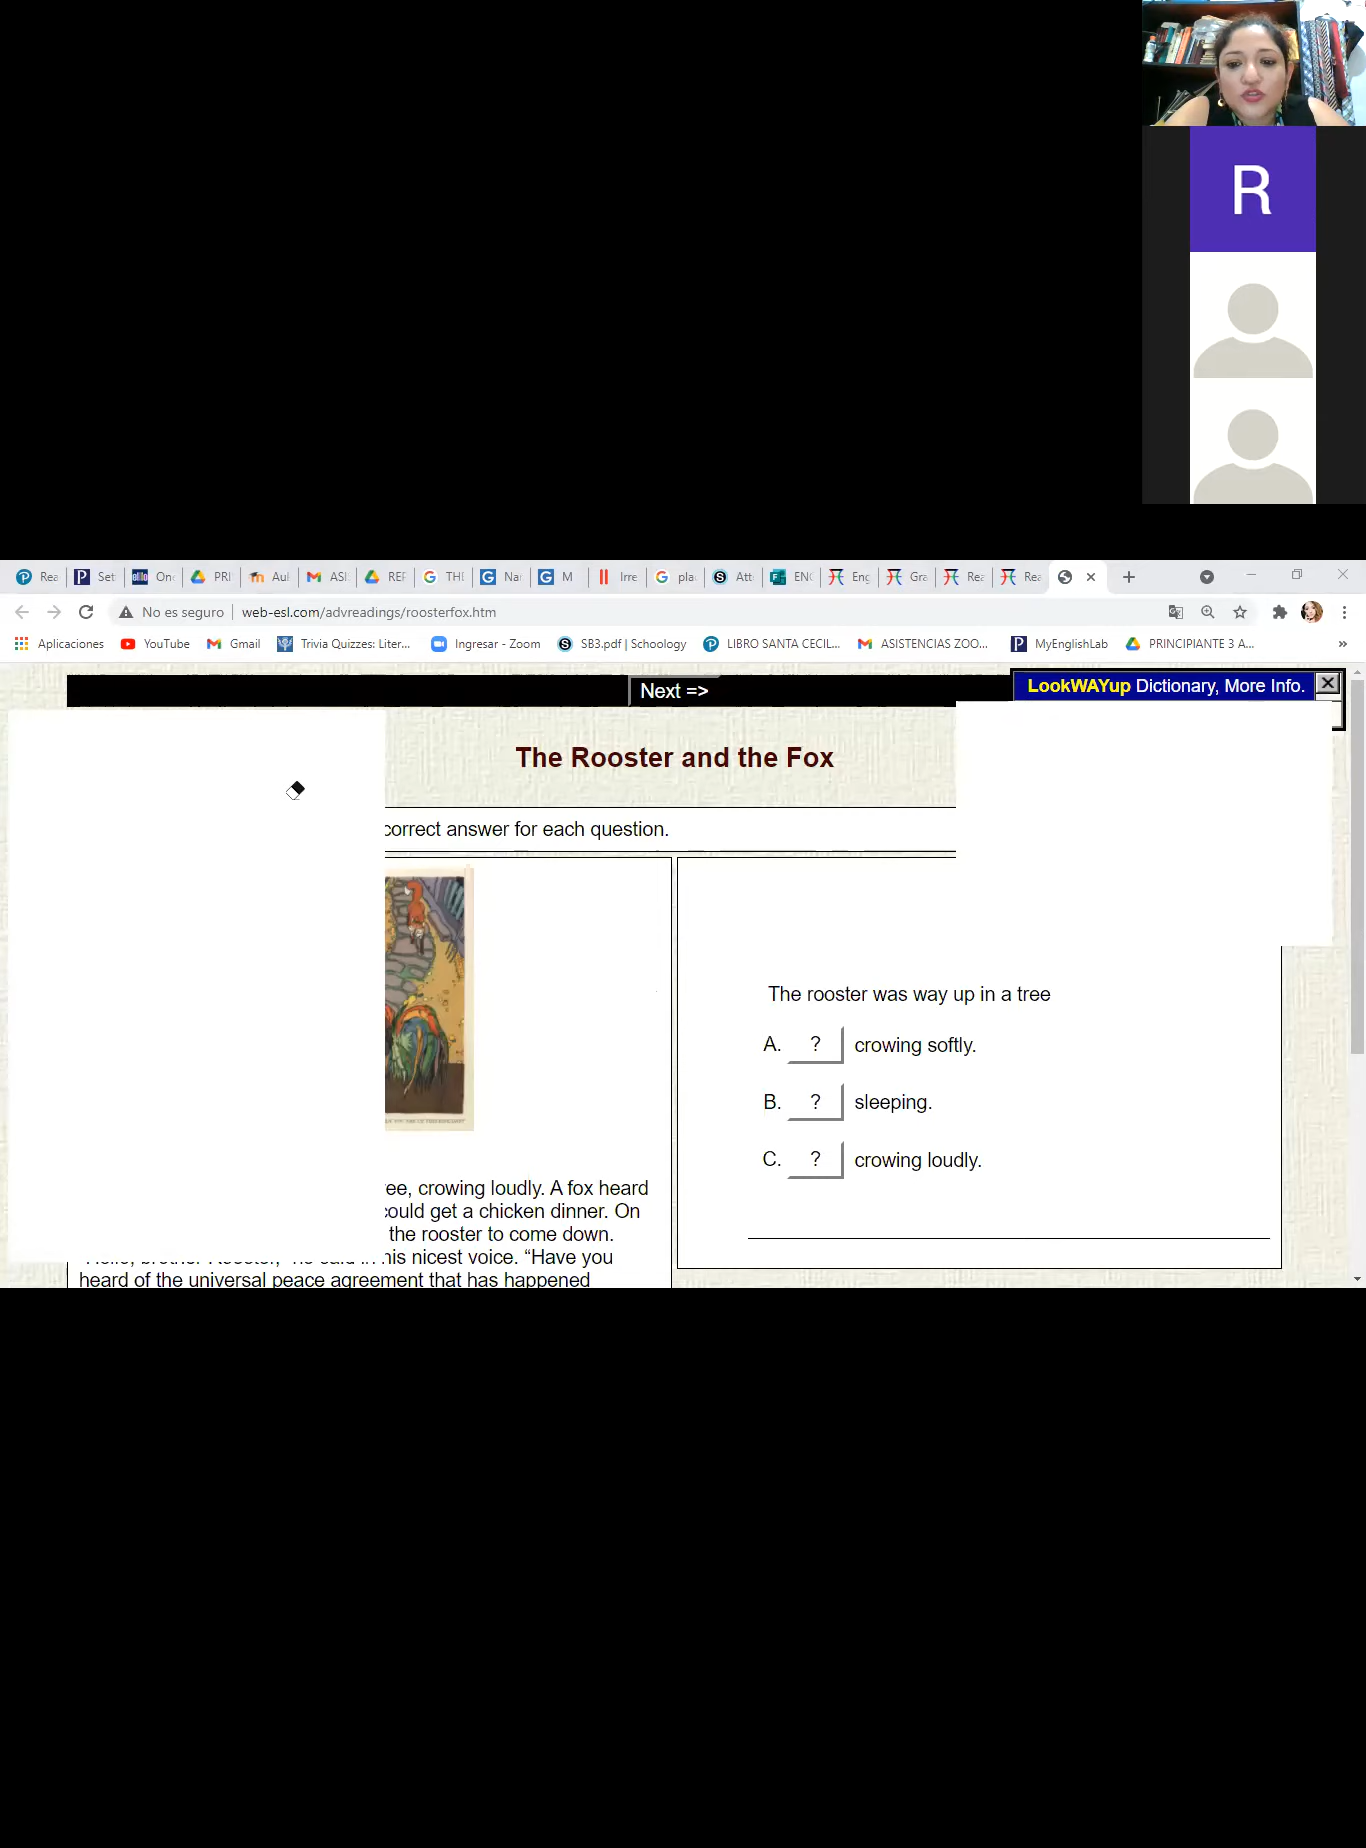 R
Rea
Set
ello On
PRI
Aul
ASI
REF
THE
Nar
M
Irre
pla
Att
ENG
Eng
Gra
Rea
Rea
No es seguro web-esl.com/advreadings/roosterfox.htm
Aplicaciones YouTube Gmail Trivia Quizzes: Liter... Ingresar - Zoom SB3.pdf | Schoology LIBRO SANTA CECIL... ASISTENCIAS ZOO... MyEnglishLab PRINCIPIANTE 3 A... »
Next =>
LookWAYup Dictionary, More Info.
The Rooster and the Fox
correct answer for each question.
The rooster was way up in a tree
A. ? crowing softly.
B. ? sleeping.
C. ? crowing loudly.
ee, crowing loudly. A fox heard
could get a chicken dinner. On
the rooster to come down.
his nicest voice. “Have you
heard of the universal peace agreement that has happened